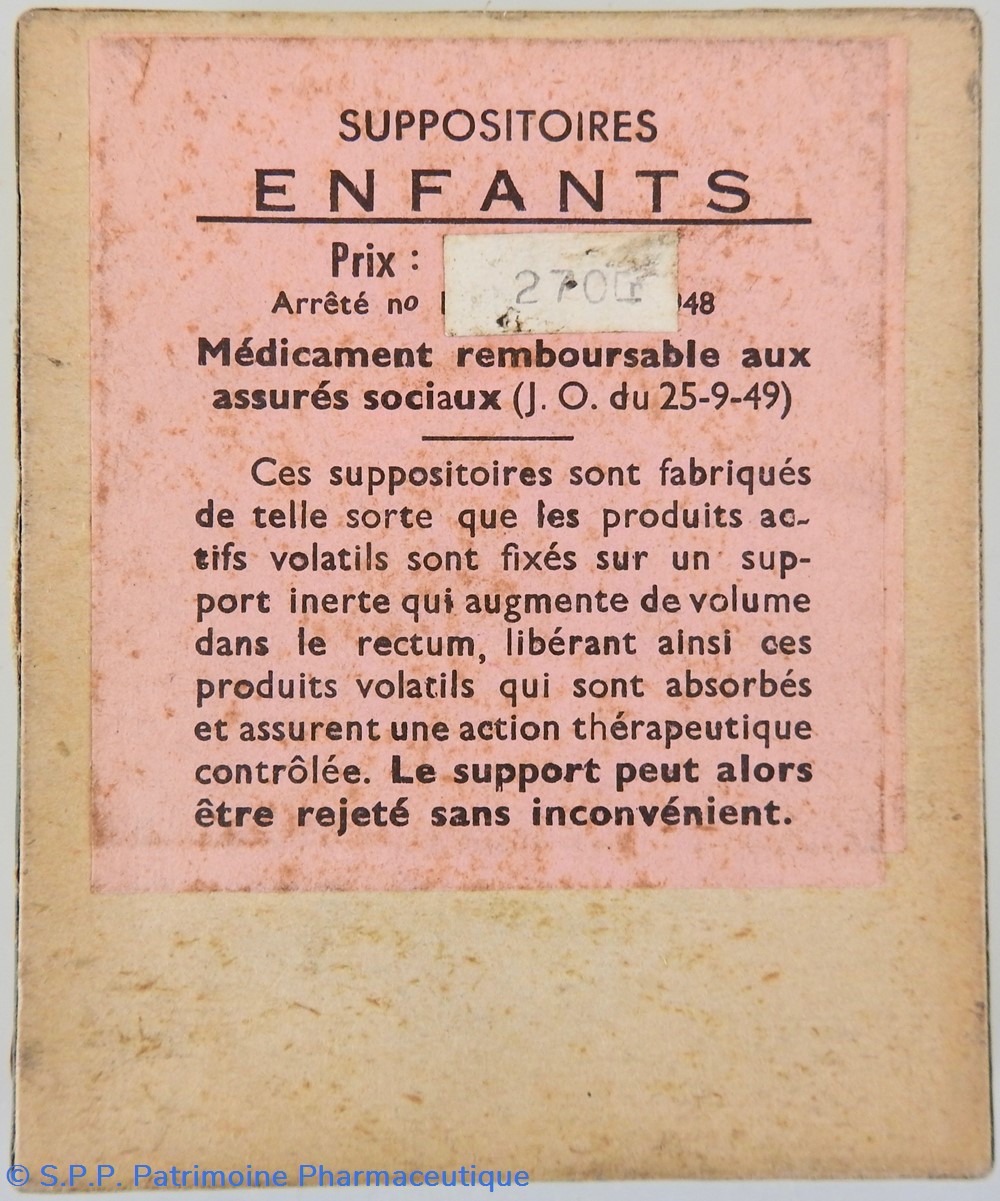 SUPPOSITOIRES
ENFANTS
Prix : 270
Arrêté no 948
Médicament remboursable aux
assurés sociaux (J. O. du 25-9-49)
Ces suppositoires sont fabriqués
de telle sorte que les produits ac-
tifs volatils sont fixés sur un sup-
port inerte qui augmente de volume
dans le rectum, libérant ainsi ces
produits volatils qui sont absorbés
et assurent une action thérapeutique
contrôlée. Le support peut alors
être rejeté sans inconvénient.
© S.P.P. Patrimoine Pharmaceutique